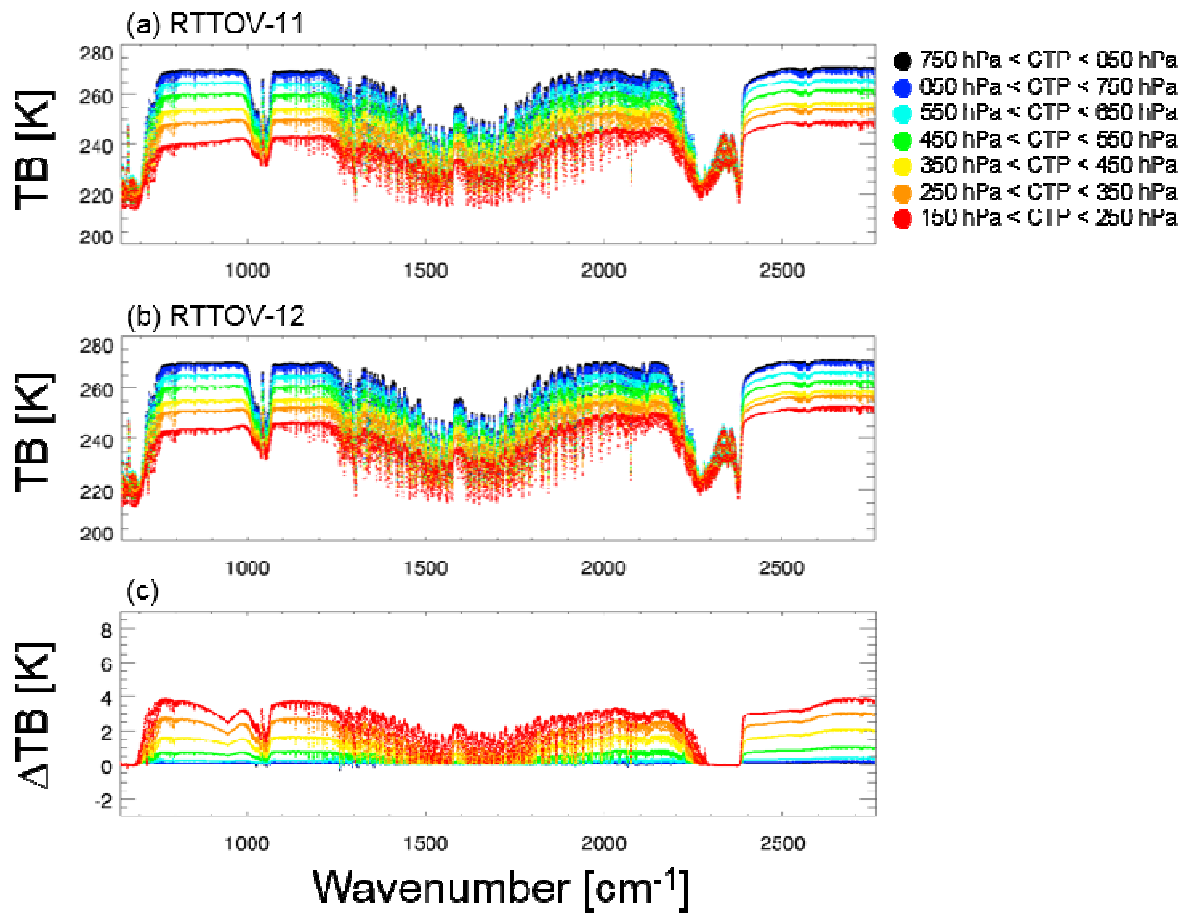 (a) RTTOV-11
280
260
240
220
200
TB [K]
1000 1500 2000 2500
750 hPa < CTP < 050 hPa
050 hPa < CTP < 750 hPa
550 hPa < CTP < 650 hPa
450 hPa < CTP < 550 hPa
350 hPa < CTP < 450 hPa
250 hPa < CTP < 350 hPa
150 hPa < CTP < 250 hPa
(b) RTTOV-12
280
260
240
220
200
TB [K]
1000 1500 2000 2500
(c)
8
6
4
2
0
-2
ΔTB [K]
1000 1500 2000 2500
Wavenumber [cm⁻¹]